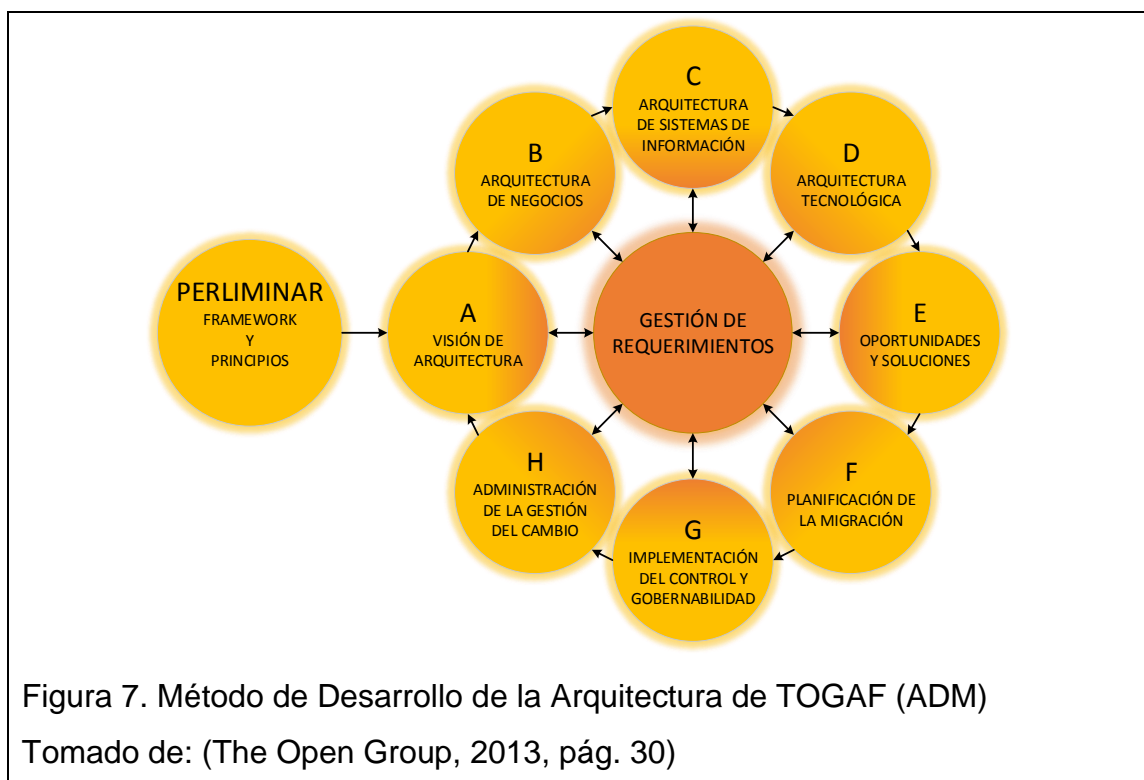 C
ARQUITECTURA
DE SISTEMAS DE
INFORMACIÓN
B
ARQUITECTURA
DE NEGOCIOS
D
ARQUITECTURA
TECNOLÓGICA
PERLIMINAR
FRAMEWORK
Y
PRINCIPIOS
A
VISIÓN DE
ARQUITECTURA
GESTIÓN DE
REQUERIMIENTOS
E
OPORTUNIDADES
Y SOLUCIONES
H
ADMINISTRACIÓN
DE LA GESTIÓN
DEL CAMBIO
F
PLANIFICACIÓN DE
LA MIGRACIÓN
G
IMPLEMENTACIÓN
DEL CONTROL Y
GOBERNABILIDAD
Figura 7. Método de Desarrollo de la Arquitectura de TOGAF (ADM)
Tomado de: (The Open Group, 2013, pág. 30)